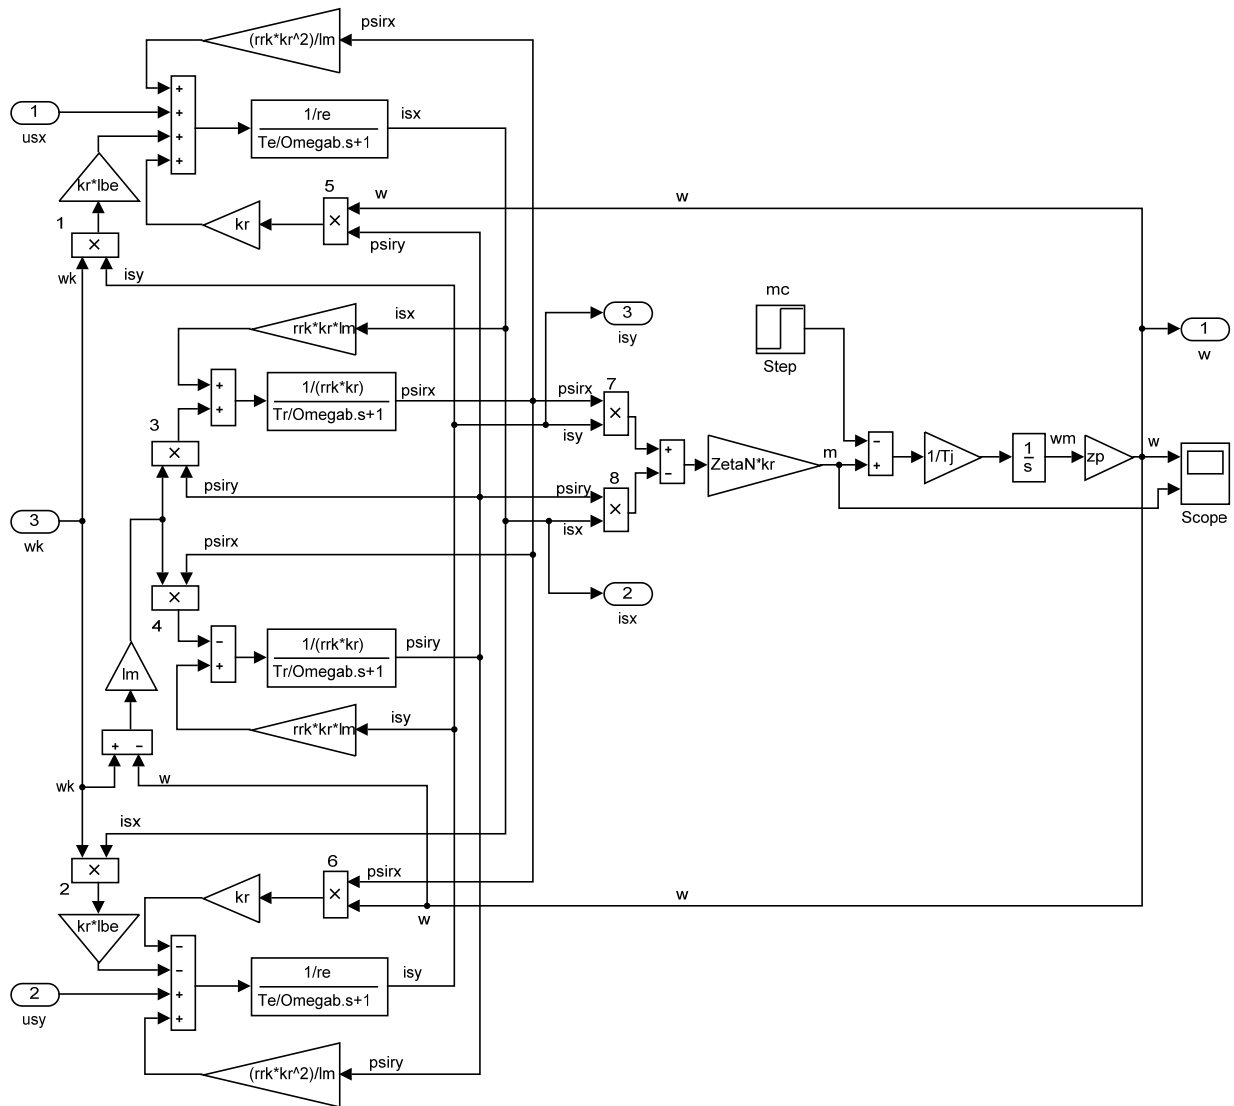 psirx
(rrk*kr^2)/lm
+
1
+
usx
+
+
1/re
Te/Omegab.s+1
isx
kr*lbe
1
×
wk
isy
kr
5
×
w
psiry
w
rrk*kr*lm
isx
3
isy
mc
Step
1
w
+
+
1/(rrk*kr)
Tr/Omegab.s+1
psirx
3
×
psiry
psirx
7
×
isy
+
−
ZetaN*kr
m
−
+
1/Tj
1
s
wm
zp
w
Scope
psiry
8
×
isx
3
wk
psirx
×
4
2
isx
−
+
1/(rrk*kr)
Tr/Omegab.s+1
psiry
lm
rrk*kr*lm
isy
+ −
wk
w
isx
×
2
kr
6
×
psirx
w
w
kr*lbe
−
−
+
+
2
usy
1/re
Te/Omegab.s+1
isy
(rrk*kr^2)/lm
psiry